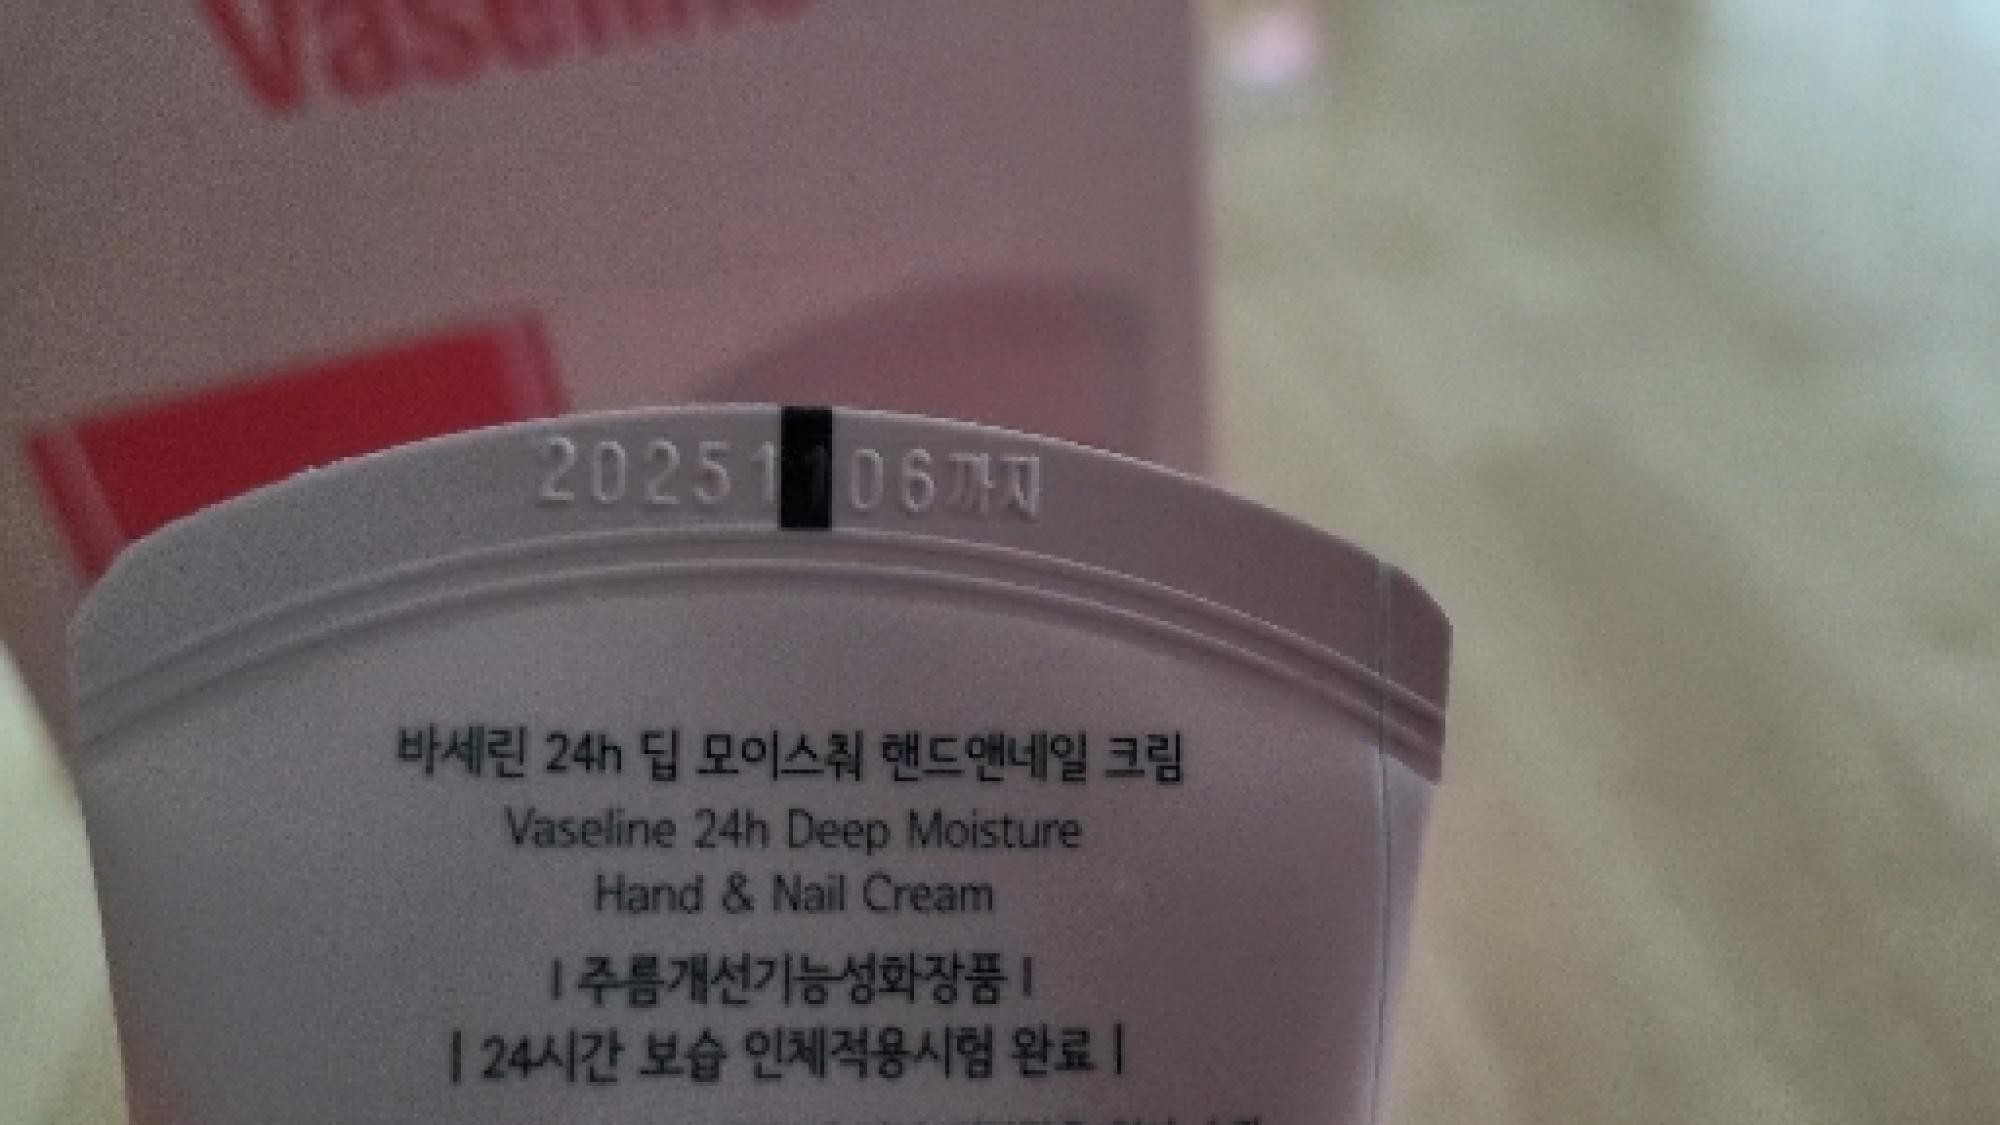 Vaseline
20251106까지
바세린 24h 딥 모이스춰 핸드앤네일 크림
Vaseline 24h Deep Moisture
Hand & Nail Cream
| 주름개선기능성화장품 |
| 24시간 보습 인체적용시험 완료 |